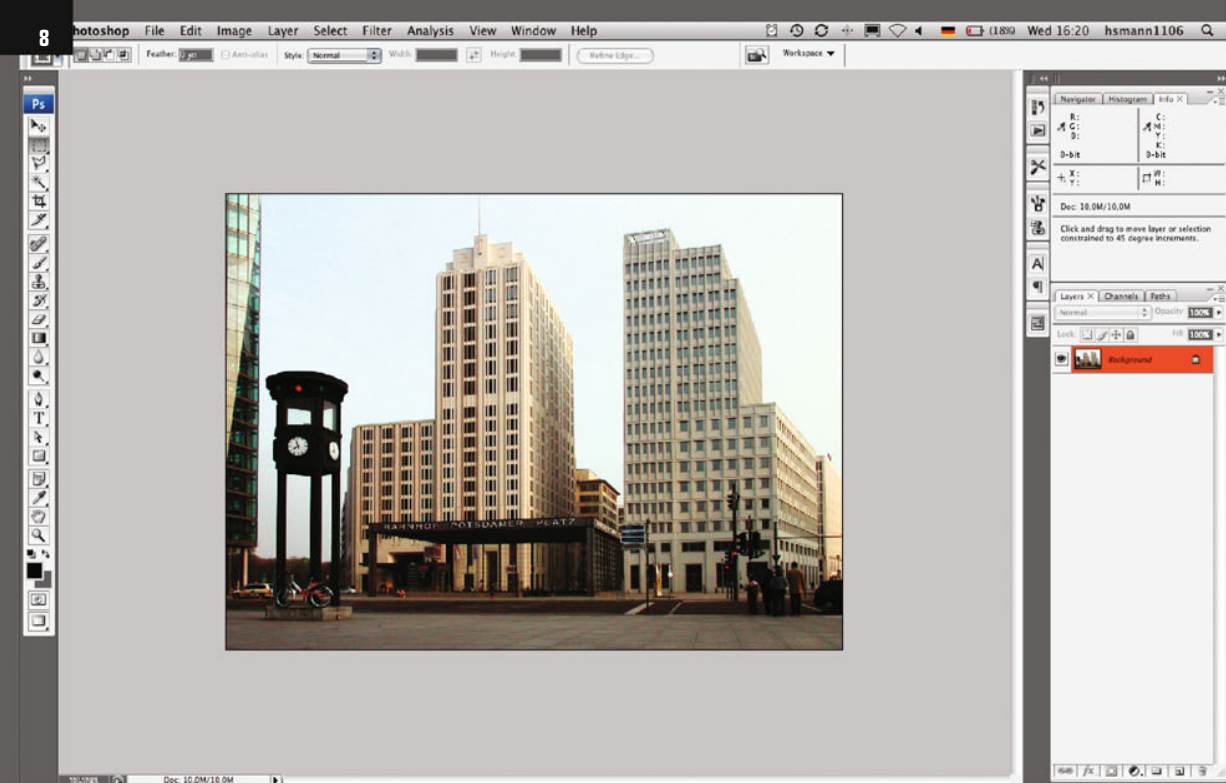 8
hotoshop File Edit Image Layer Select Filter Analysis View Window Help (18%) Wed 16:20 hsmann1106
Feather: Anti-alias Style: Normal Width: Height: Refine Edge... Workspace
Ps
Navigator Histogram Info
R: C:
G: M:
B: Y:
K:
8-bit 8-bit
X: W:
Y: H:
Doc: 10.0M/10.0M
Click and drag to move layer or selection
constrained to 45 degree increments.
Layers Channels Paths
Normal Opacity: 100%
Lock: Fill: 100%
Background
BAHNHOF POTSDAMER PLATZ
Doc: 10.0M/10.0M